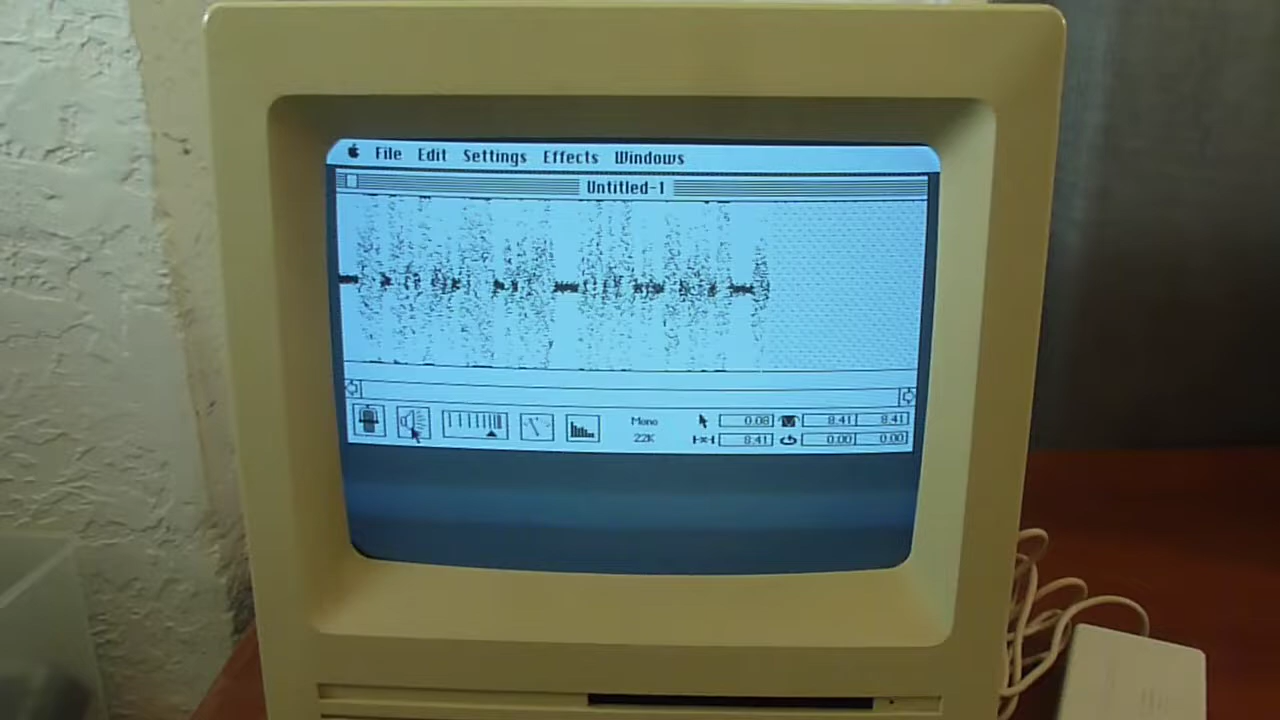 File Edit Settings Effects Windows
Untitled-1
Mono 0.08 8.41 8.41
22K 8.41 0.00 0.00